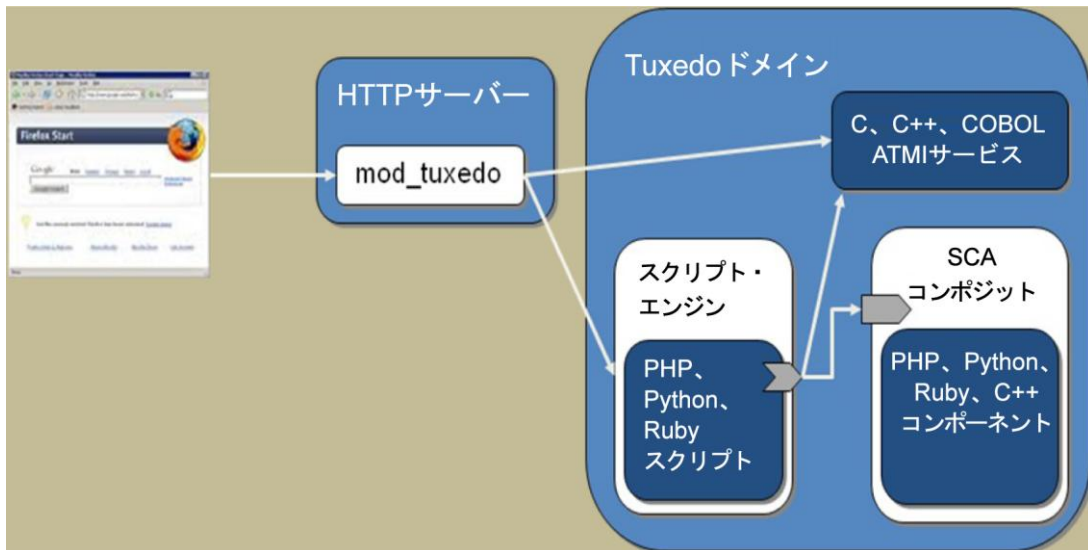 Firefox Start
Google
HTTPサーバー
mod_tuxedo
Tuxedoドメイン
C、C++、COBOL
ATMIサービス
スクリプト・
エンジン
PHP、
Python、
Ruby
スクリプト
SCA
コンポジット
PHP、Python、
Ruby、C++
コンポーネント